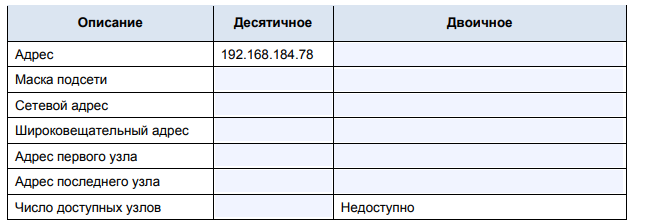 Описание Десятичное Двоичное
Адрес 192.168.184.78
Маска подсети
Сетевой адрес
Широковещательный адрес
Адрес первого узла
Адрес последнего узла
Число доступных узлов Недоступно